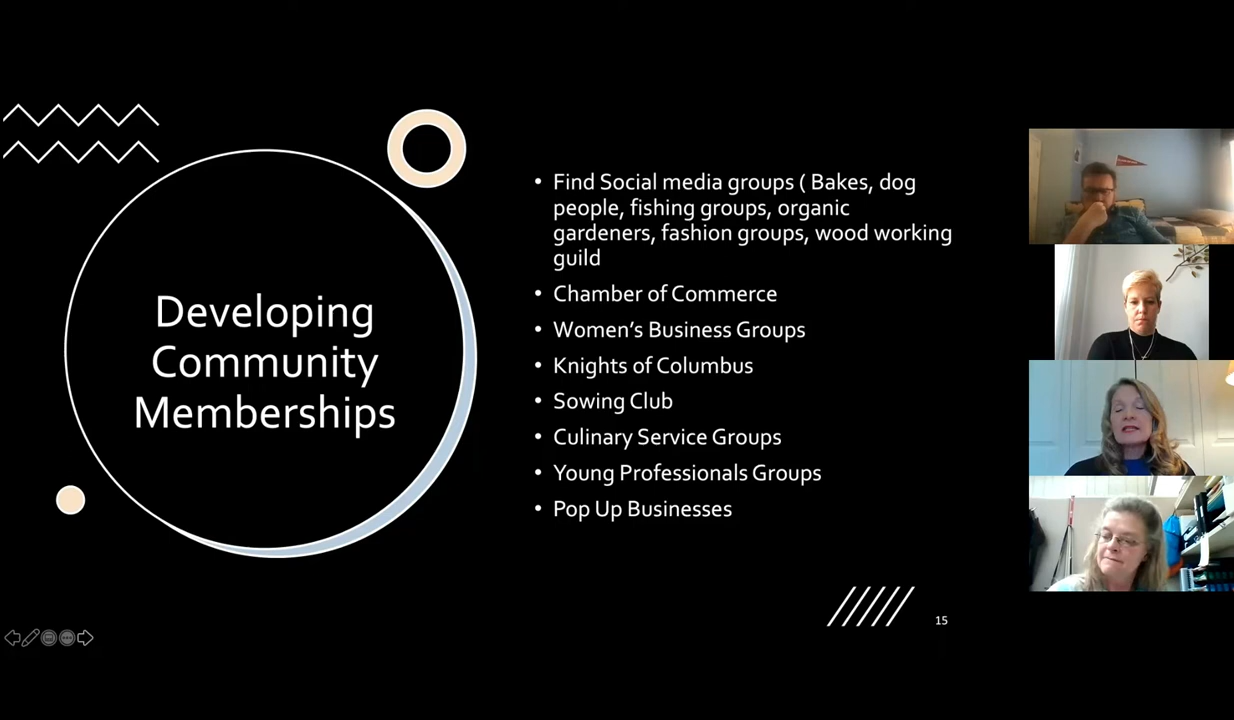 Developing
Community
Memberships
• Find Social media groups ( Bakes, dog
people, fishing groups, organic
gardeners, fashion groups, wood working
guild
• Chamber of Commerce
• Women's Business Groups
• Knights of Columbus
• Sowing Club
• Culinary Service Groups
• Young Professionals Groups
• Pop Up Businesses
15